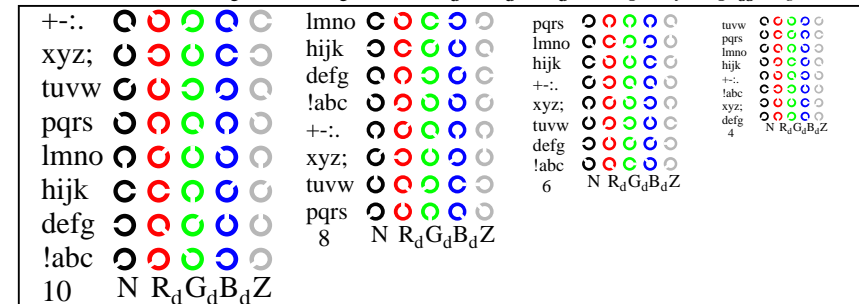 +-:.
xyz;
tuvw
pqrs
lmno
hijk
defg
!abc
10 N RdGdBdZ
lmno
hijk
defg
!abc
+-:.
xyz;
tuvw
pqrs
8 N RdGdBdZ
pqrs
lmno
hijk
+-:.
xyz;
tuvw
defg
!abc
6 N RdGdBdZ
tuvw
pqrs
lmno
hijk
+-:.
!abc
xyz;
defg
4 N RdGdBdZ